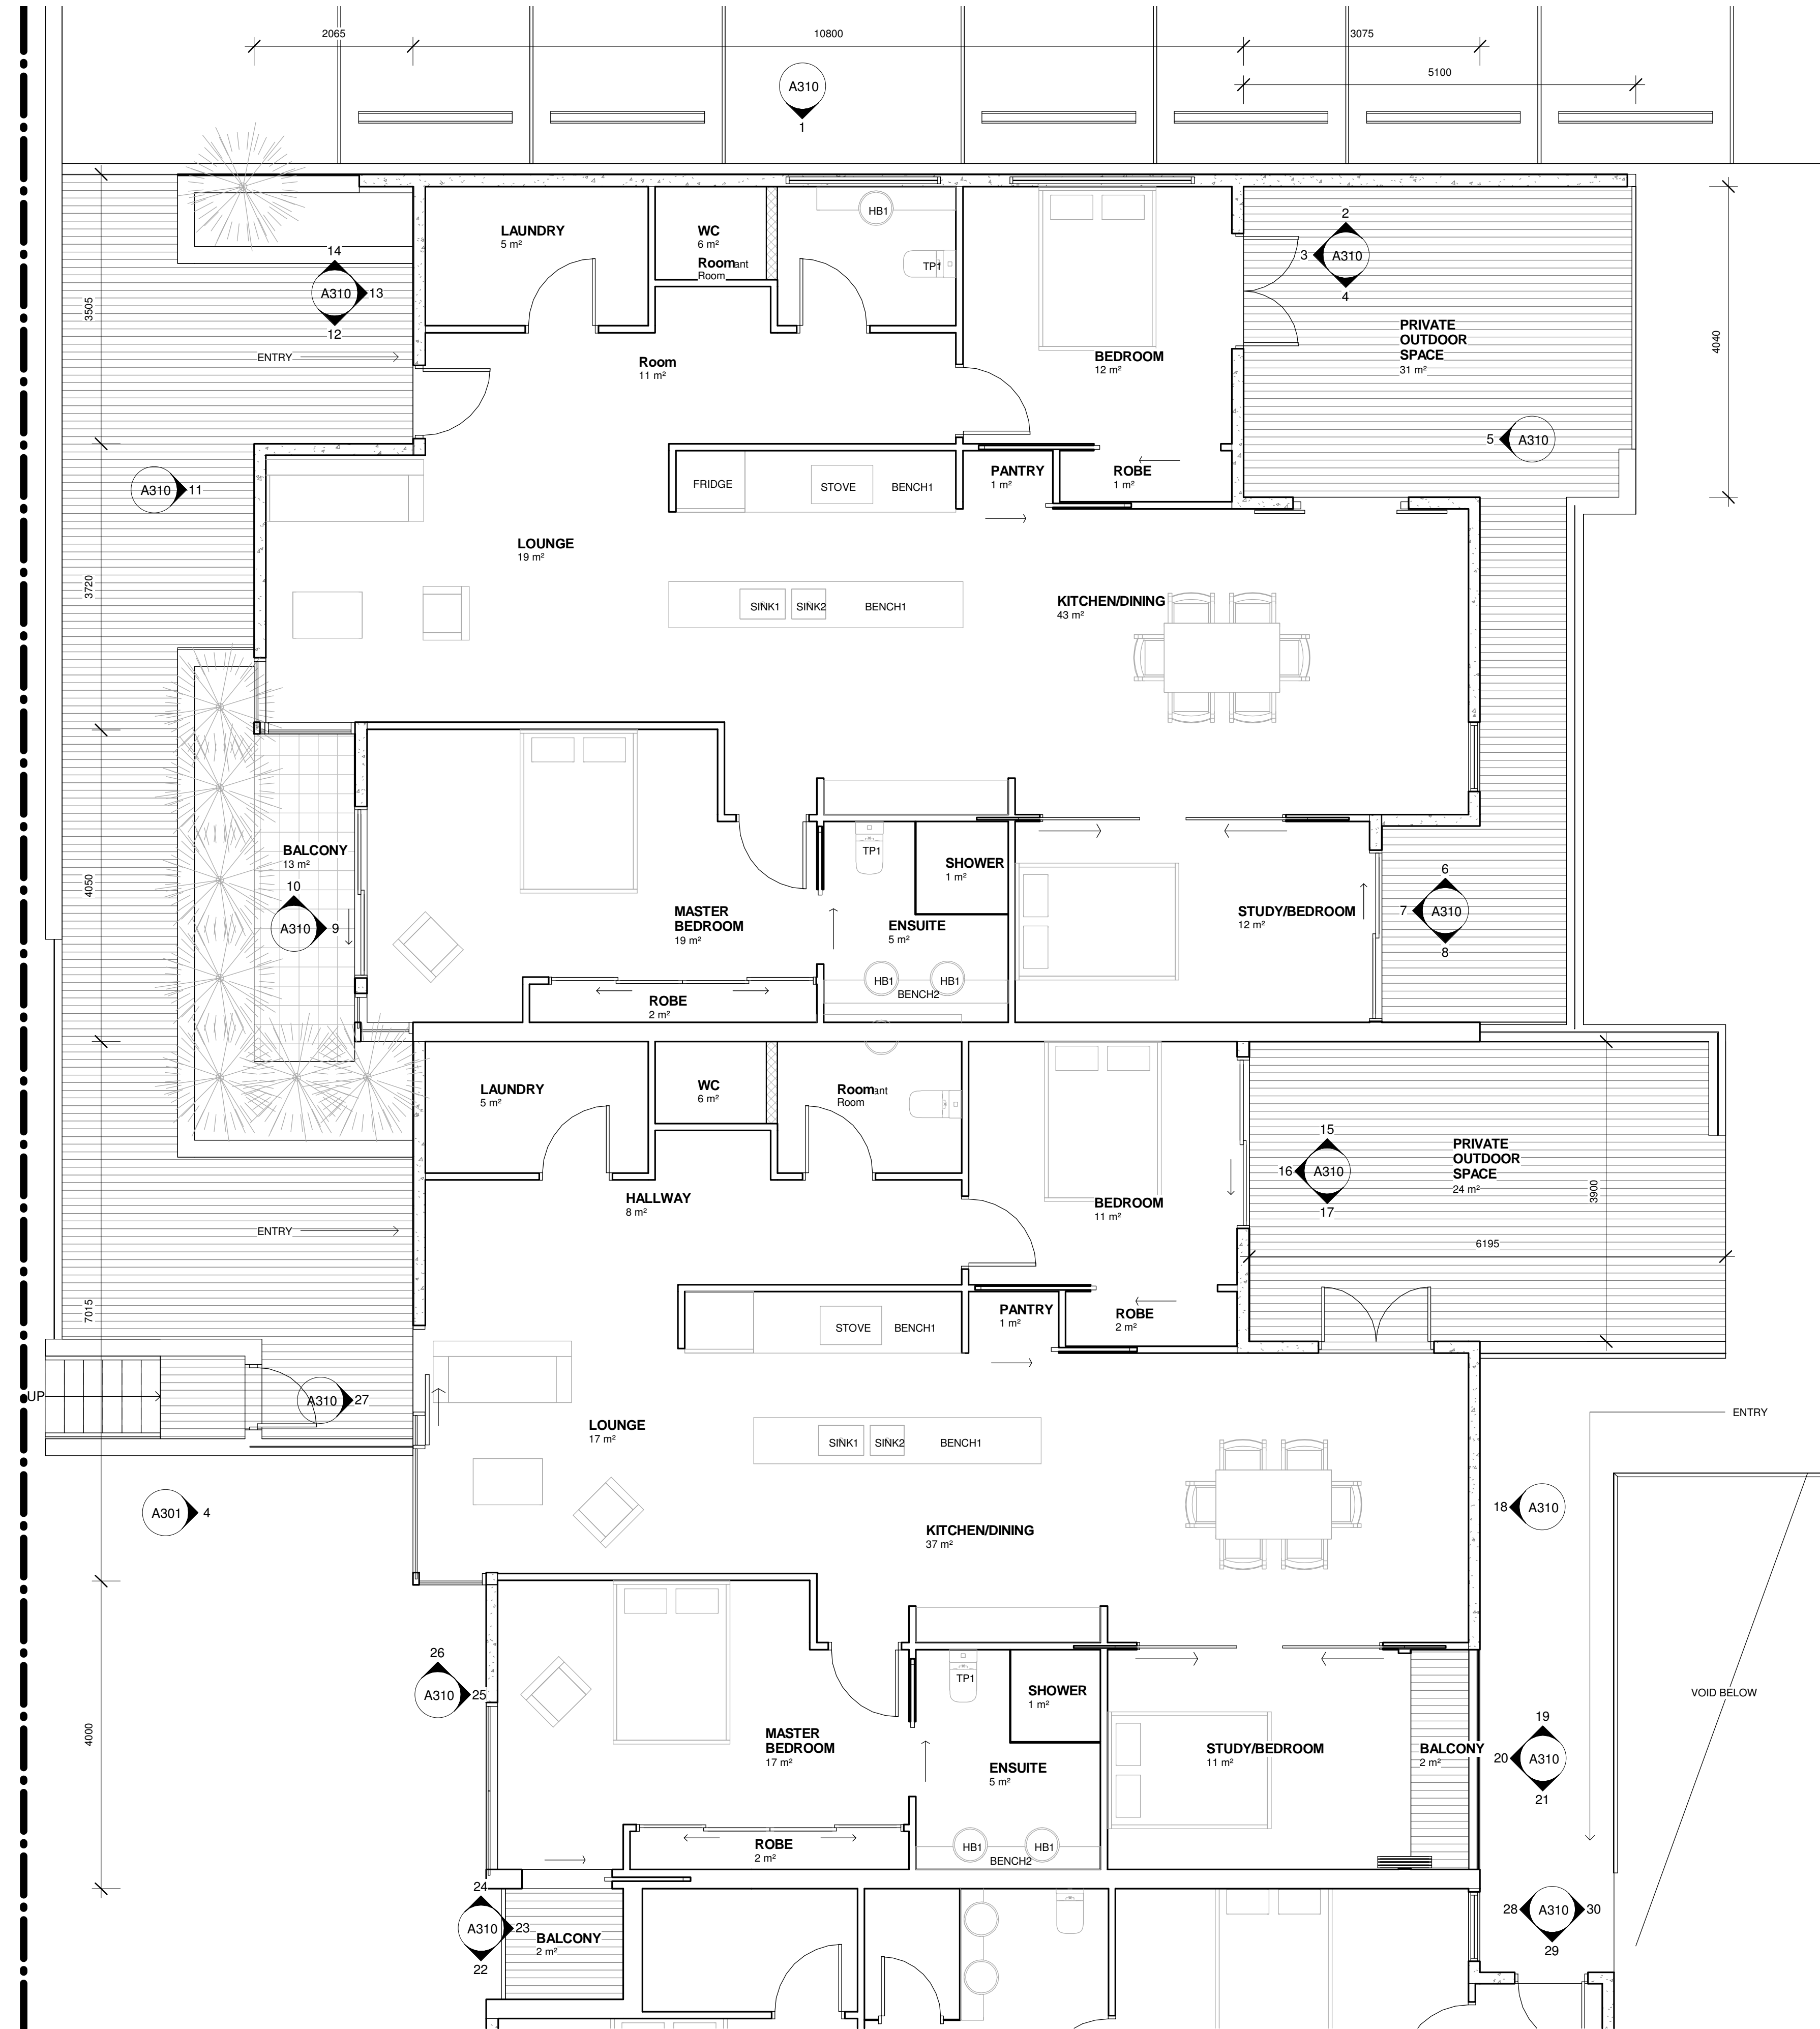 2065
10800
3075
5100
A310
1
LAUNDRY
5 m²
WC
6 m²
Room
Room
HB1
TP1
2
3
A310
4
14
A310
13
12
3505
ENTRY
Room
11 m²
BEDROOM
12 m²
PRIVATE
OUTDOOR
SPACE
31 m²
4040
5
A310
A310
11
FRIDGE
STOVE
BENCH1
PANTRY
1 m²
ROBE
1 m²
LOUNGE
19 m²
3720
SINK1
SINK2
BENCH1
KITCHEN/DINING
43 m²
BALCONY
13 m²
4050
10
A310
9
TP1
SHOWER
1 m²
MASTER
BEDROOM
19 m²
ENSUITE
5 m²
STUDY/BEDROOM
12 m²
6
7
A310
8
HB1
HB1
BENCH2
ROBE
2 m²
LAUNDRY
5 m²
WC
6 m²
Room
Room
15
16
A310
17
PRIVATE
OUTDOOR
SPACE
24 m²
3900
HALLWAY
8 m²
BEDROOM
11 m²
ENTRY
6195
7015
STOVE
BENCH1
PANTRY
1 m²
ROBE
2 m²
UP
A310
27
LOUNGE
17 m²
SINK1
SINK2
BENCH1
ENTRY
A301
4
18
A310
KITCHEN/DINING
37 m²
26
A310
25
TP1
SHOWER
1 m²
VOID BELOW
4000
MASTER
BEDROOM
17 m²
ENSUITE
5 m²
STUDY/BEDROOM
11 m²
BALCONY
2 m²
19
20
A310
21
HB1
HB1
BENCH2
ROBE
2 m²
24
A310
23
22
BALCONY
2 m²
28
A310
30
29